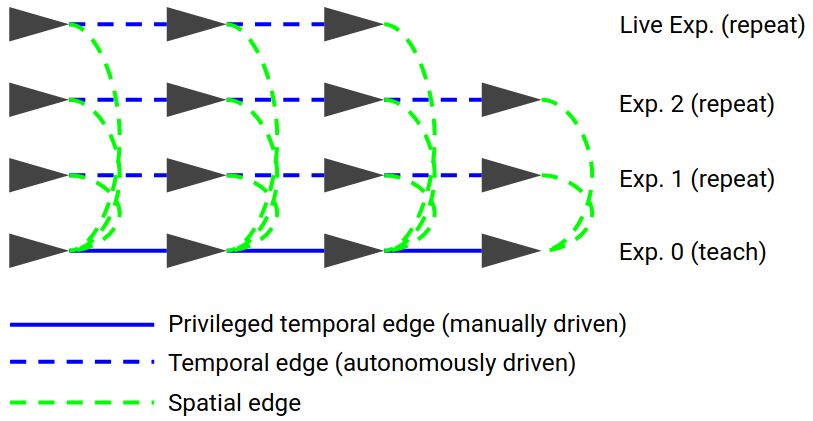 Live Exp. (repeat)
Exp. 2 (repeat)
Exp. 1 (repeat)
Exp. 0 (teach)
Privileged temporal edge (manually driven)
Temporal edge (autonomously driven)
Spatial edge